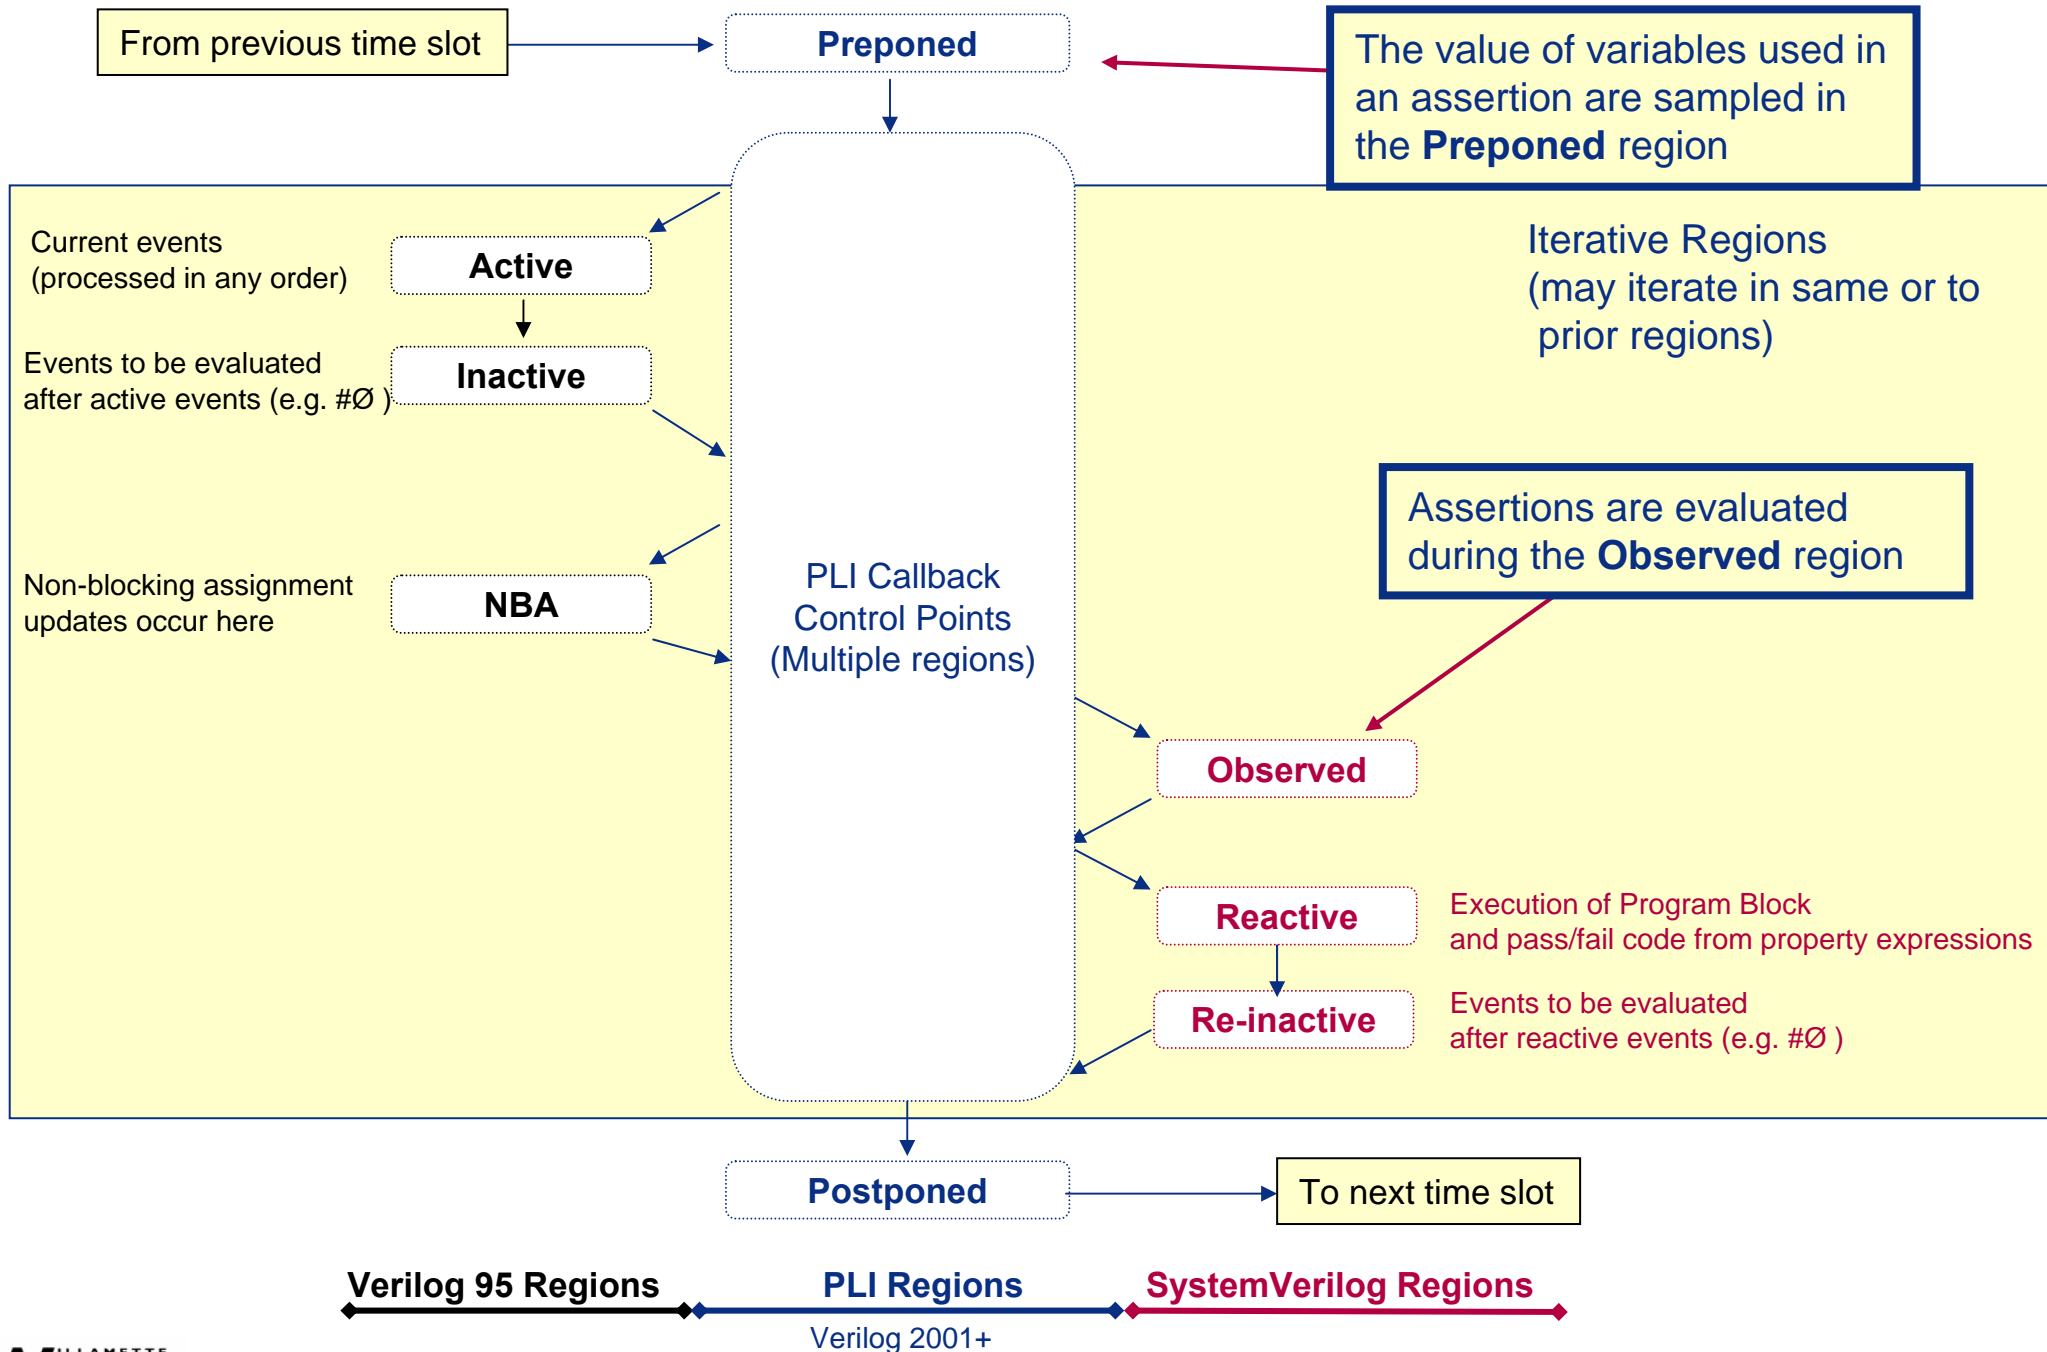 From previous time slot
Preponed
The value of variables used in
an assertion are sampled in
the Preponed region
Current events
(processed in any order)
Active
Iterative Regions
(may iterate in same or to
prior regions)
Events to be evaluated
after active events (e.g. #Ø )
Inactive
Assertions are evaluated
during the Observed region
Non-blocking assignment
updates occur here
NBA
PLI Callback
Control Points
(Multiple regions)
Observed
Reactive
Execution of Program Block
and pass/fail code from property expressions
Re-inactive
Events to be evaluated
after reactive events (e.g. #Ø )
Postponed
To next time slot
Verilog 95 Regions
PLI Regions
SystemVerilog Regions
Verilog 2001+